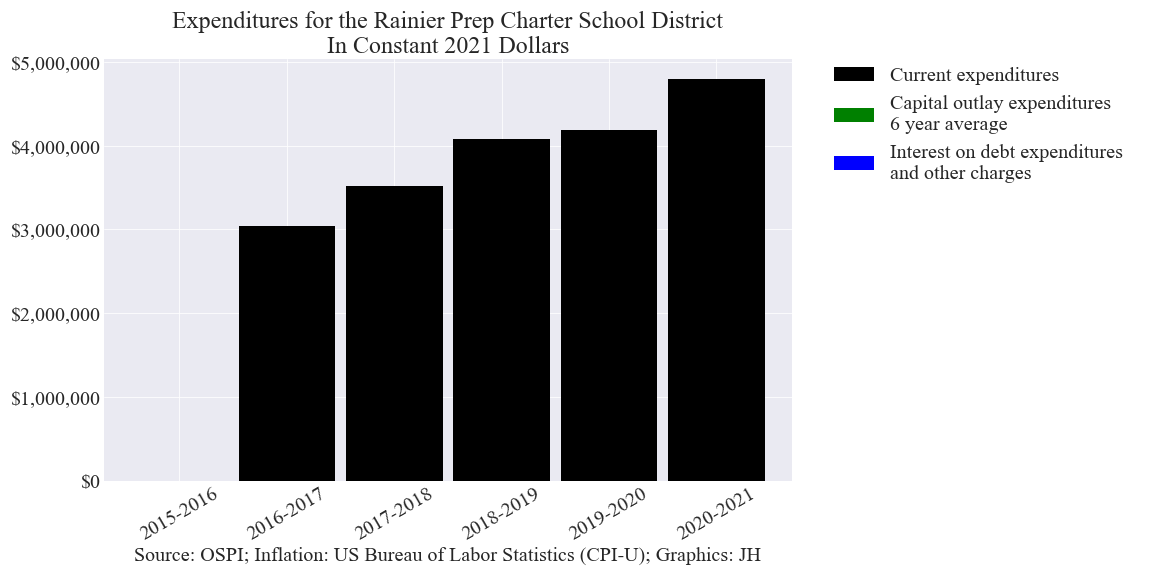 Expenditures for the Rainier Prep Charter School District
In Constant 2021 Dollars
$5,000,000
$4,000,000
$3,000,000
$2,000,000
$1,000,000
$0
2015-2016
2016-2017
2017-2018
2018-2019
2019-2020
2020-2021
Source: OSPI; Inflation: US Bureau of Labor Statistics (CPI-U); Graphics: JH
Current expenditures
Capital outlay expenditures
6 year average
Interest on debt expenditures
and other charges